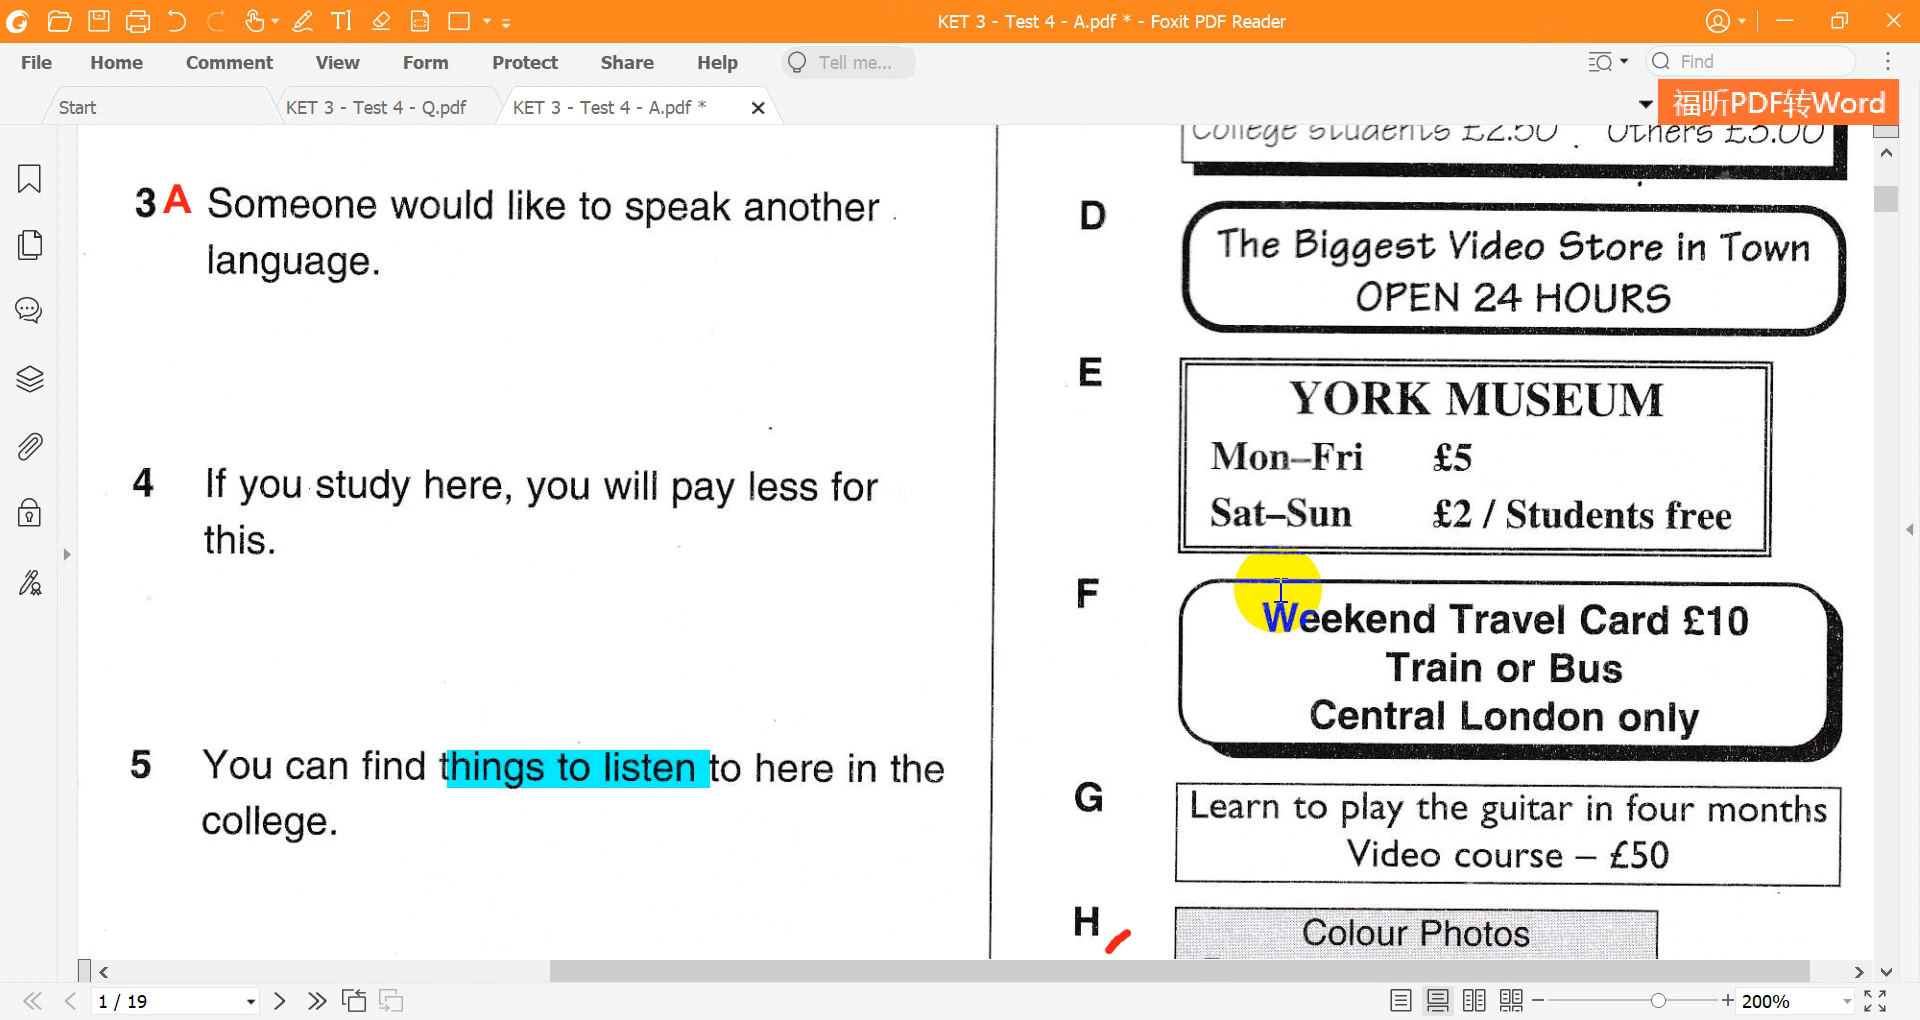 KET 3 - Test 4 - A.pdf * - Foxit PDF Reader
File Home Comment View Form Protect Share Help Tell me... Find
Start KET 3 - Test 4 - Q.pdf KET 3 - Test 4 - A.pdf * 福昕PDF转Word
College students £2.50 Others £3.00
3 A Someone would like to speak another
language.
4 If you study here, you will pay less for
this.
5 You can find things to listen to here in the
college.
D
The Biggest Video Store in Town
OPEN 24 HOURS
E
YORK MUSEUM
Mon–Fri £5
Sat–Sun £2 / Students free
F
Weekend Travel Card £10
Train or Bus
Central London only
G
Learn to play the guitar in four months
Video course – £50
H
Colour Photos
1 / 19 200%